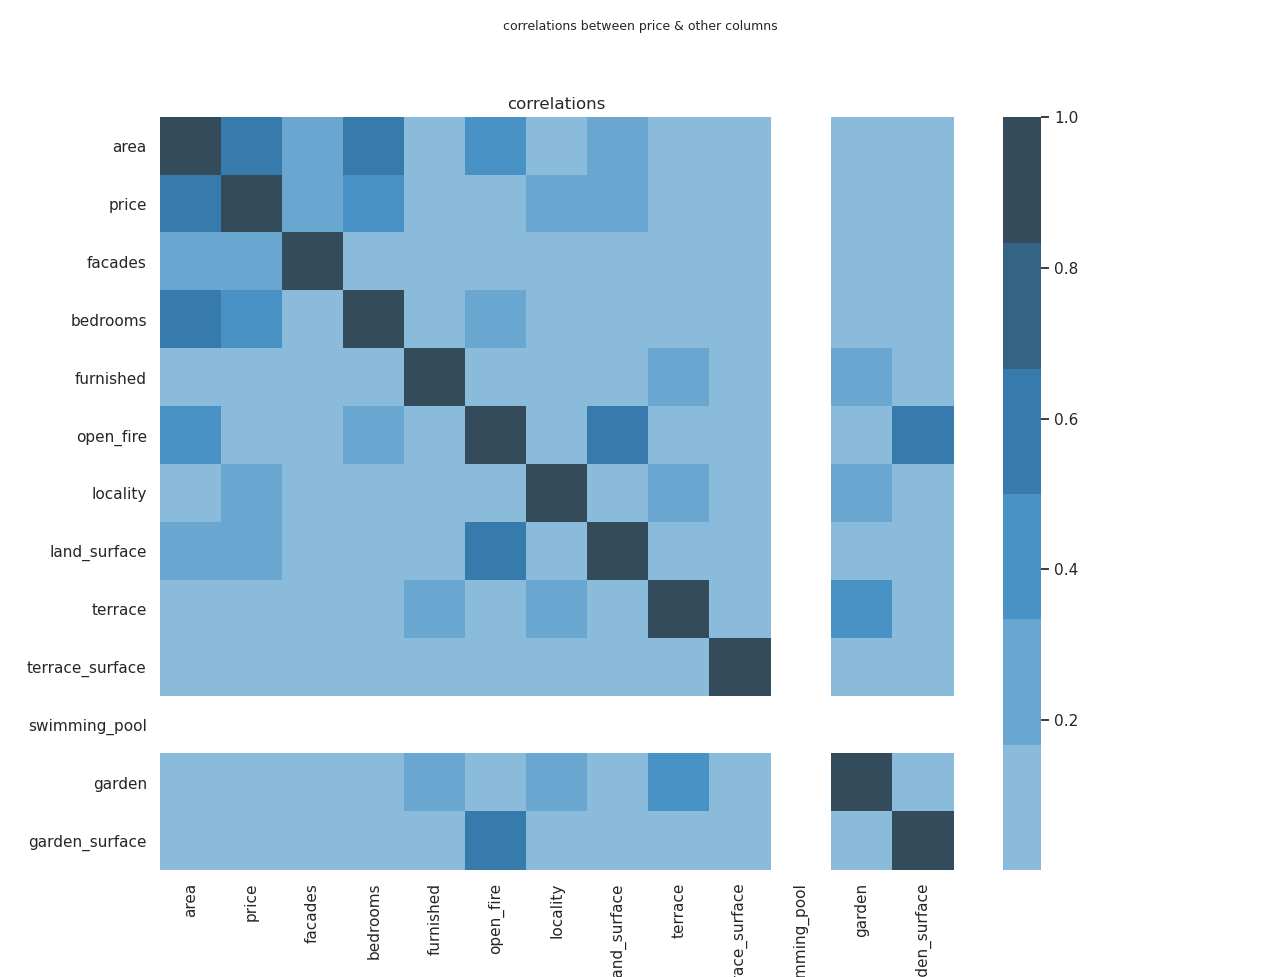 correlations between price & other columns
correlations
area
price
facades
bedrooms
furnished
open_fire
locality
land_surface
terrace
terrace_surface
swimming_pool
garden
garden_surface
1.0
0.8
0.6
0.4
0.2
area
price
facades
bedrooms
furnished
open_fire
locality
and_surface
terrace
race_surface
mming_pool
garden
den_surface